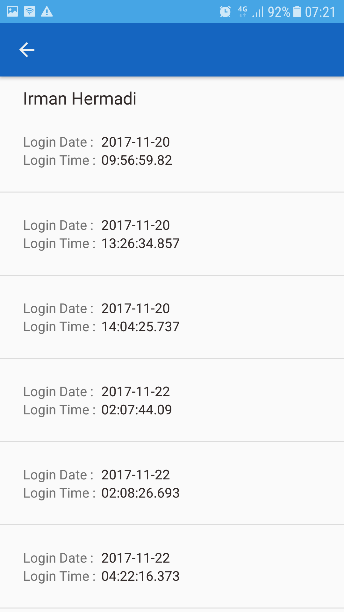 4G 92% 07:21
Irman Hermadi
Login Date : 2017-11-20
Login Time : 09:56:59.82
Login Date : 2017-11-20
Login Time : 13:26:34.857
Login Date : 2017-11-20
Login Time : 14:04:25.737
Login Date : 2017-11-22
Login Time : 02:07:44.09
Login Date : 2017-11-22
Login Time : 02:08:26.693
Login Date : 2017-11-22
Login Time : 04:22:16.373